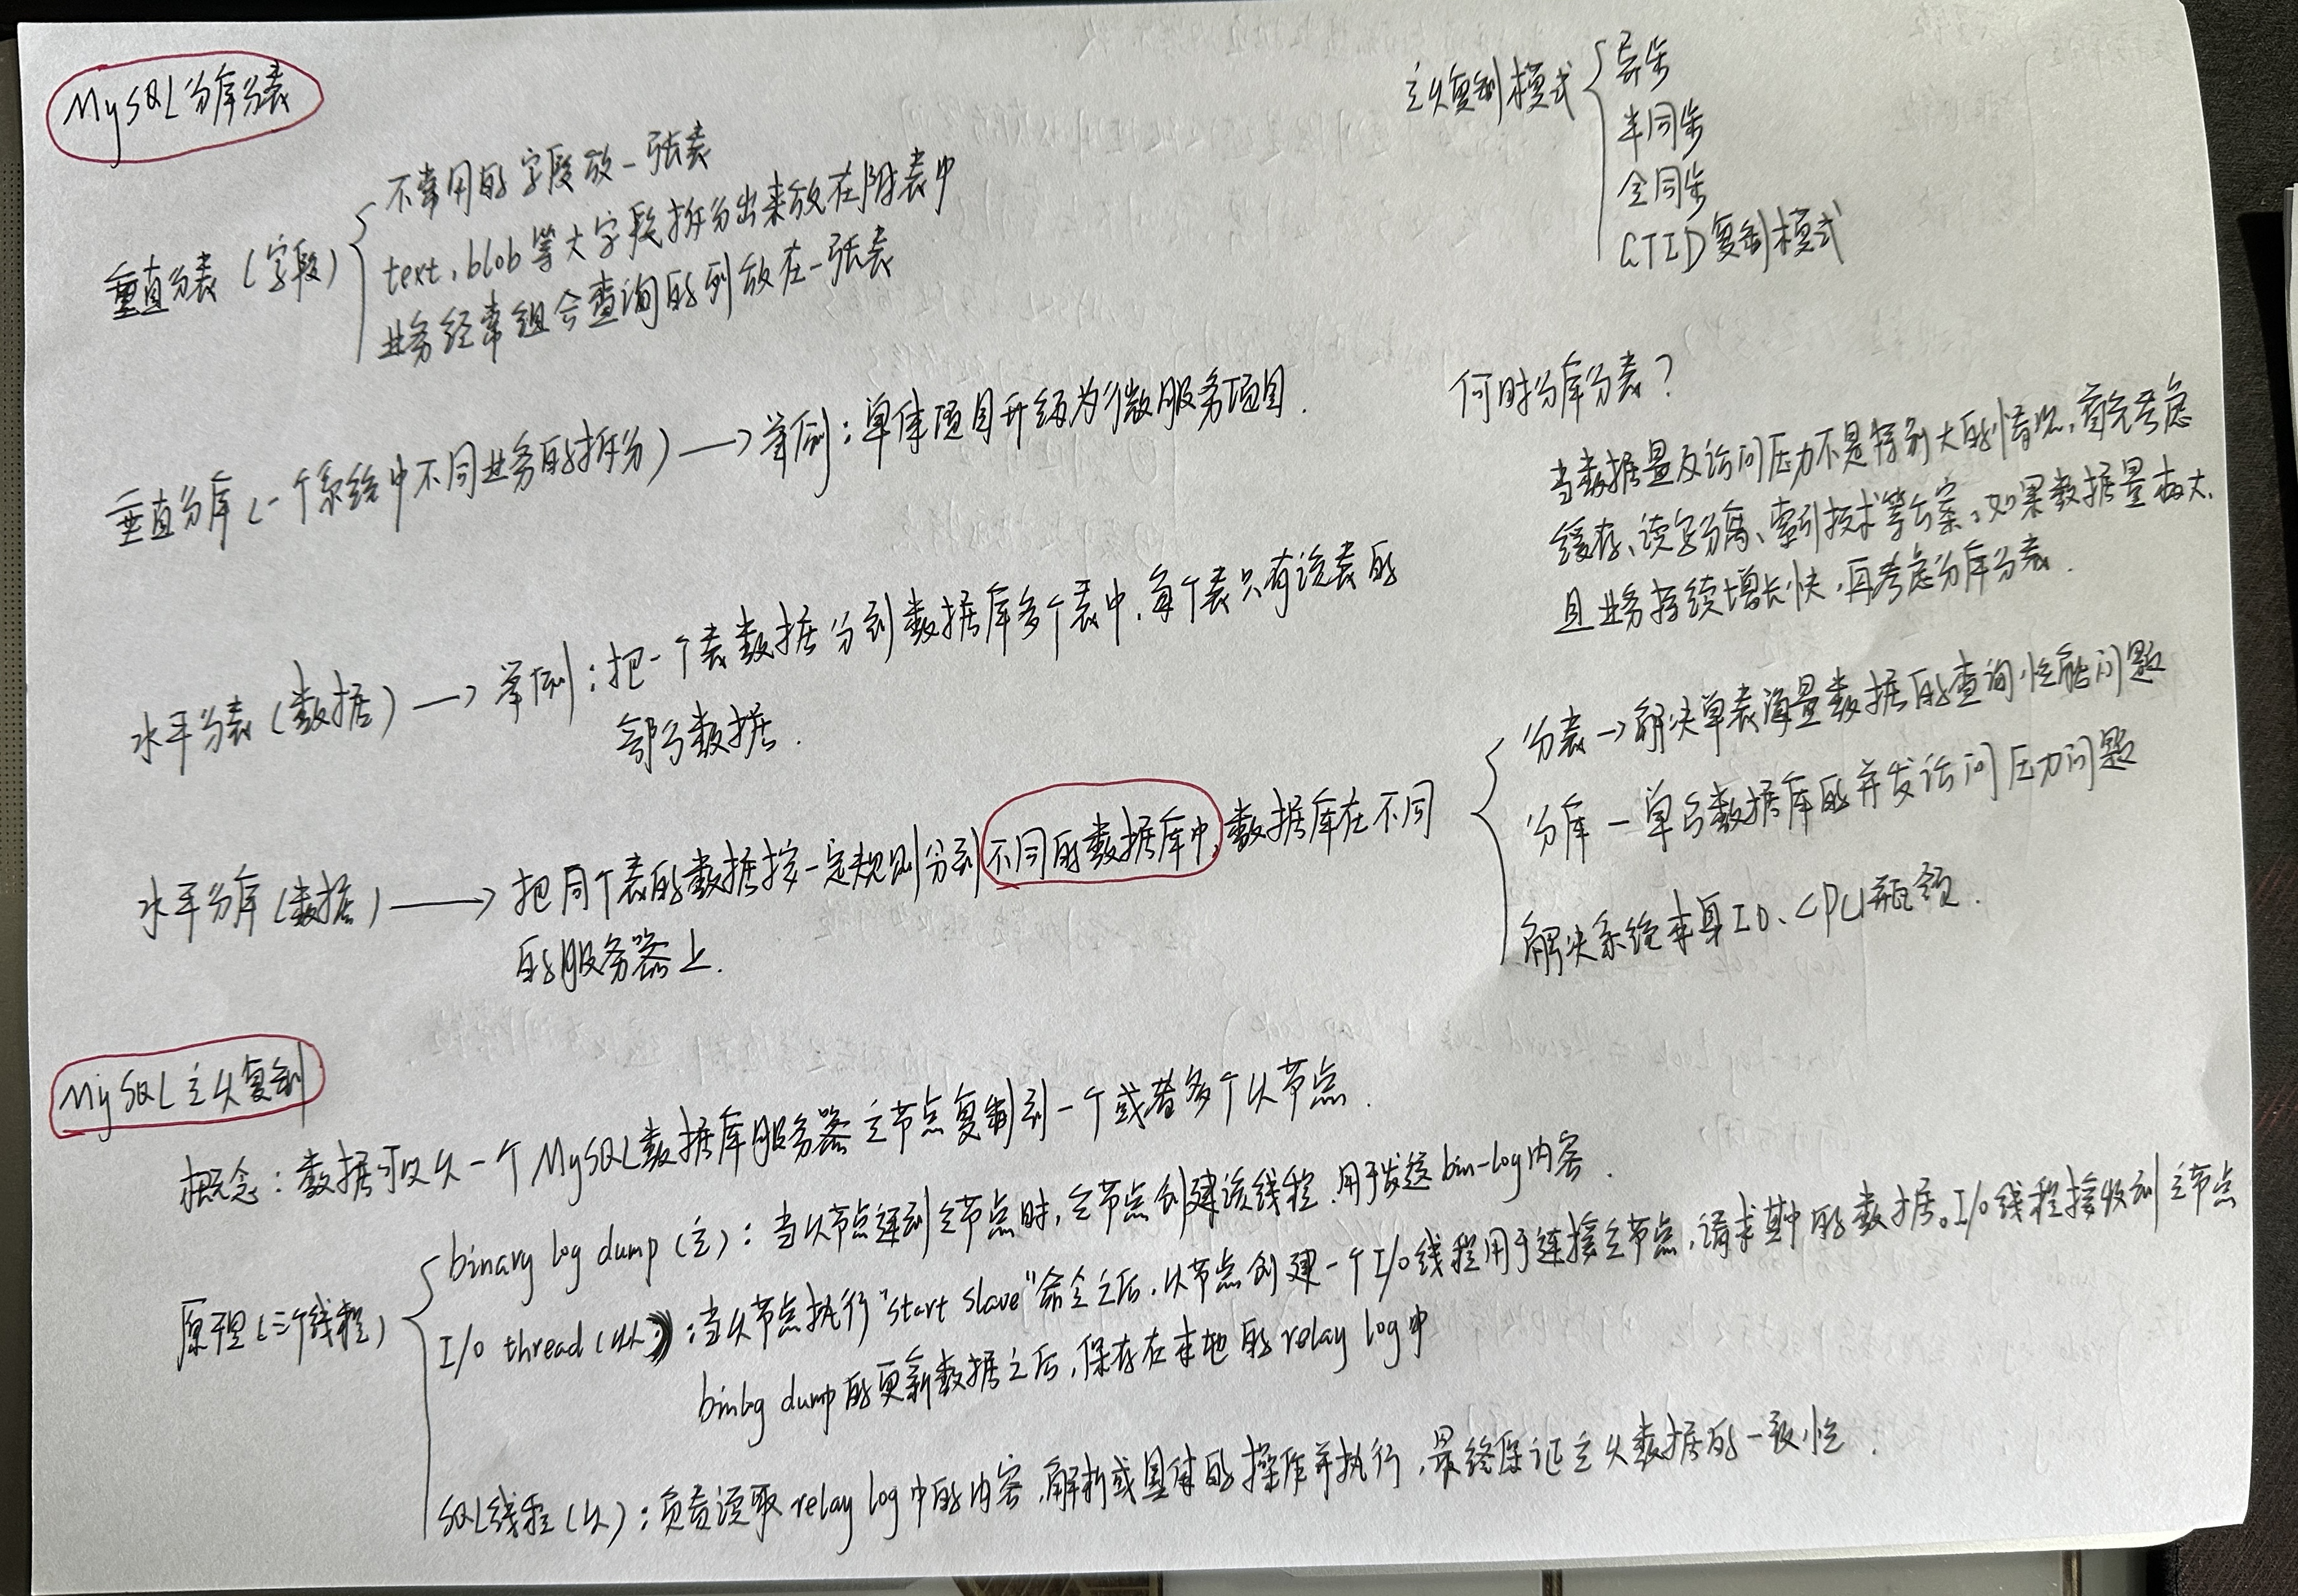 MySQL分库分表
垂直分表（字段）
不常用的字段放一张表
text，blob等大字段拆分出来放在附表中
业务经常组合查询的列放在一张表
垂直分库（一个系统中不同业务的拆分）→举例：单体项目升级为微服务项目.
水平分表（数据）→举例：把一个表数据分到数据库多个表中，每个表只有该表的
部分数据.
水平分库（数据）→把同个表的数据按一定规则分到不同的数据库中，数据库在不同
的服务器上.
主从复制模式
异步
半同步
全同步
GTID复制模式
何时分库分表？
当数据量及访问压力不是特别大的情况，首先考虑
缓存、读写分离、索引技术等方案。如果数据量极大，
且业务持续增长快，再考虑分库分表.
分表→解决单表海量数据的查询性能问题
分库－单台数据库的并发访问压力问题
解决系统本身IO、CPU瓶颈.
MySQL主从复制
概念：数据可以从一个MySQL数据库服务器主节点复制到一个或者多个从节点.
原理（三个线程）
binary log dump（主）：当从节点连到主节点时，主节点创建该线程，用于发送bin-log内容.
I/O thread（从）：当从节点执行"start slave"命令之后，从节点创建一个I/O线程用于连接主节点，请求其中的数据。I/O线程接收到主节点
binlog dump的更新数据之后，保存在本地的relay log中
SQL线程（从）：负责读取relay log中的内容，解析成具体的操作并执行，最终保证主从数据的一致性.